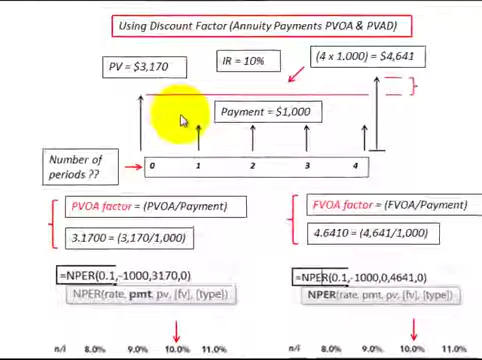 Using Discount Factor (Annuity Payments PVOA & PVAD)
PV = $3,170
IR = 10%
(4 x 1.000) = $4,641
Payment = $1,000
Number of
periods ??
0 1 2 3 4
PVOA factor = (PVOA/Payment)
3.1700 = (3,170/1,000)
=NPER(0.1,-1000,3170,0)
NPER(rate, pmt, pv, [fv], [type])
n/i 8.0% 9.0% 10.0% 11.0%
FVOA factor = (FVOA/Payment)
4.6410 = (4,641/1,000)
=NPER(0.1,-1000,0,4641,0)
NPER(rate, pmt, pv, [fv], [type])
n/i 8.0% 9.0% 10.0% 11.0%